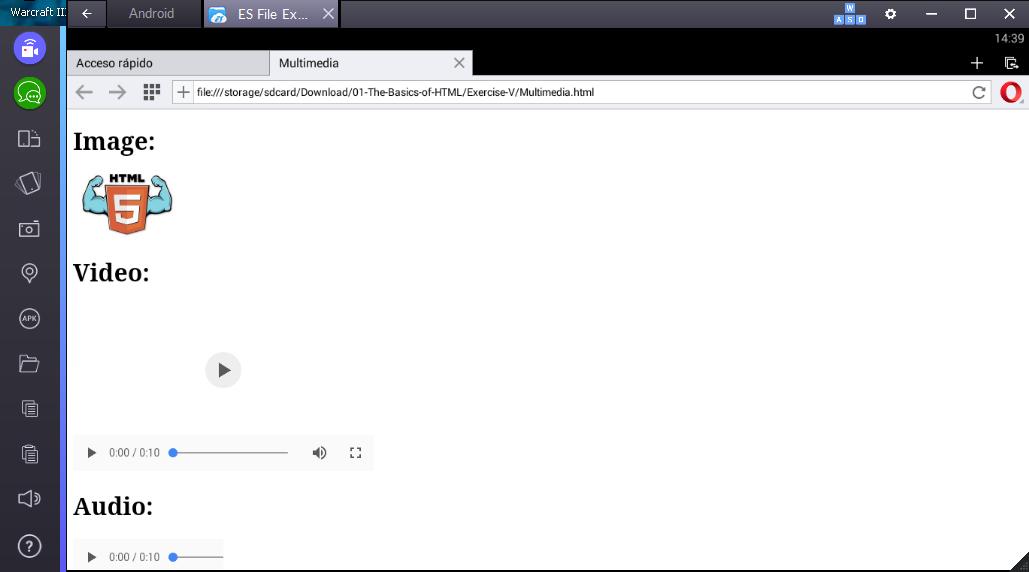 Warcraft II
Android
ES File Ex...
W
A S D
14:39
Acceso rápido
Multimedia
file:///storage/sdcard/Download/01-The-Basics-of-HTML/Exercise-V/Multimedia.html
Image:
HTML
5
Video:
APK
0:00 / 0:10
Audio:
0:00 / 0:10